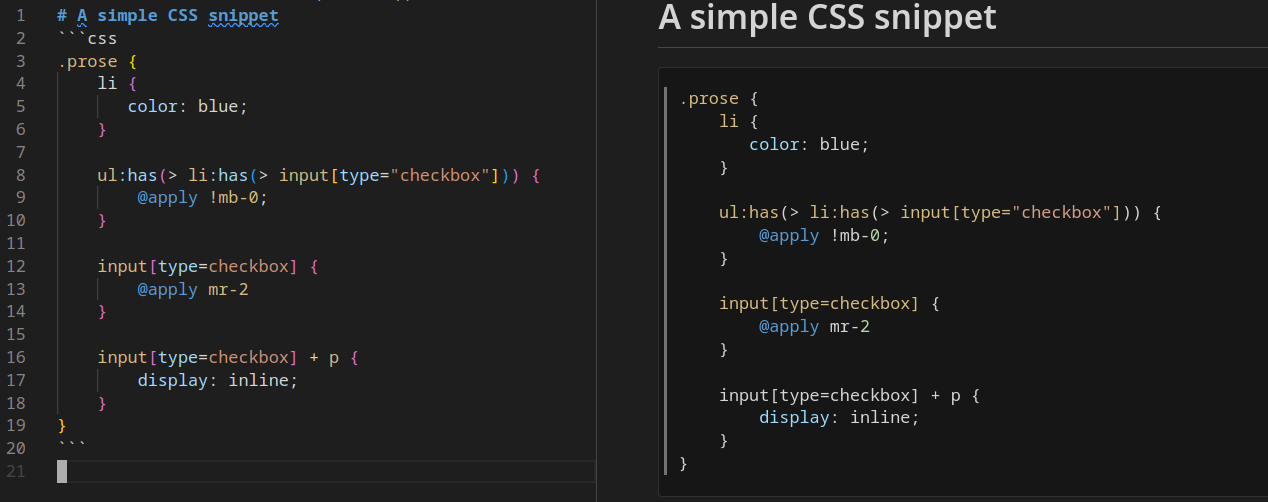 1 # A simple CSS snippet
2 ```css
3 .prose {
4     li {
5        color: blue;
6     }
7
8     ul:has(> li:has(> input[type="checkbox"])) {
9         @apply !mb-0;
10     }
11
12     input[type=checkbox] {
13         @apply mr-2
14     }
15
16     input[type=checkbox] + p {
17         display: inline;
18     }
19 }
20 ```
21
A simple CSS snippet
.prose {
    li {
       color: blue;
    }

    ul:has(> li:has(> input[type="checkbox"])) {
        @apply !mb-0;
    }

    input[type=checkbox] {
        @apply mr-2
    }

    input[type=checkbox] + p {
        display: inline;
    }
}